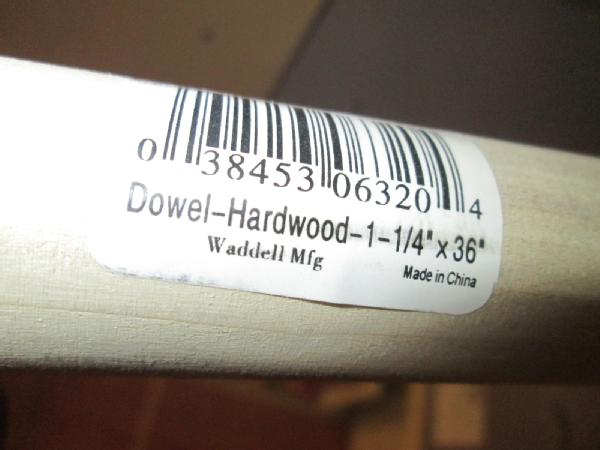 0 38453 06320 4
Dowel-Hardwood-1-1/4" x 36"
Waddell Mfg
Made in China